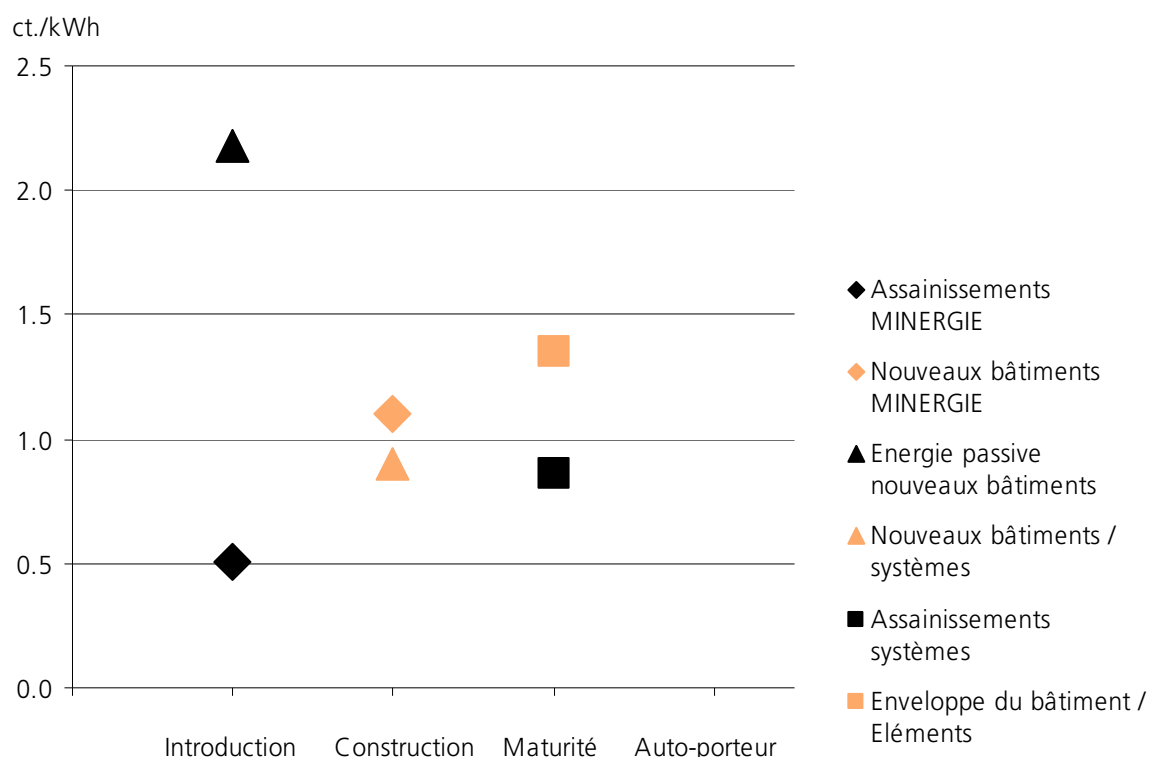 ct./kWh
2.5
2.0
1.5
1.0
0.5
0.0
Introduction
Construction
Maturité
Auto-porteur
Assainissements
MINERGIE
Nouveaux bâtiments
MINERGIE
Energie passive
nouveaux bâtiments
Nouveaux bâtiments /
systèmes
Assainissements
systèmes
Enveloppe du bâtiment /
Eléments